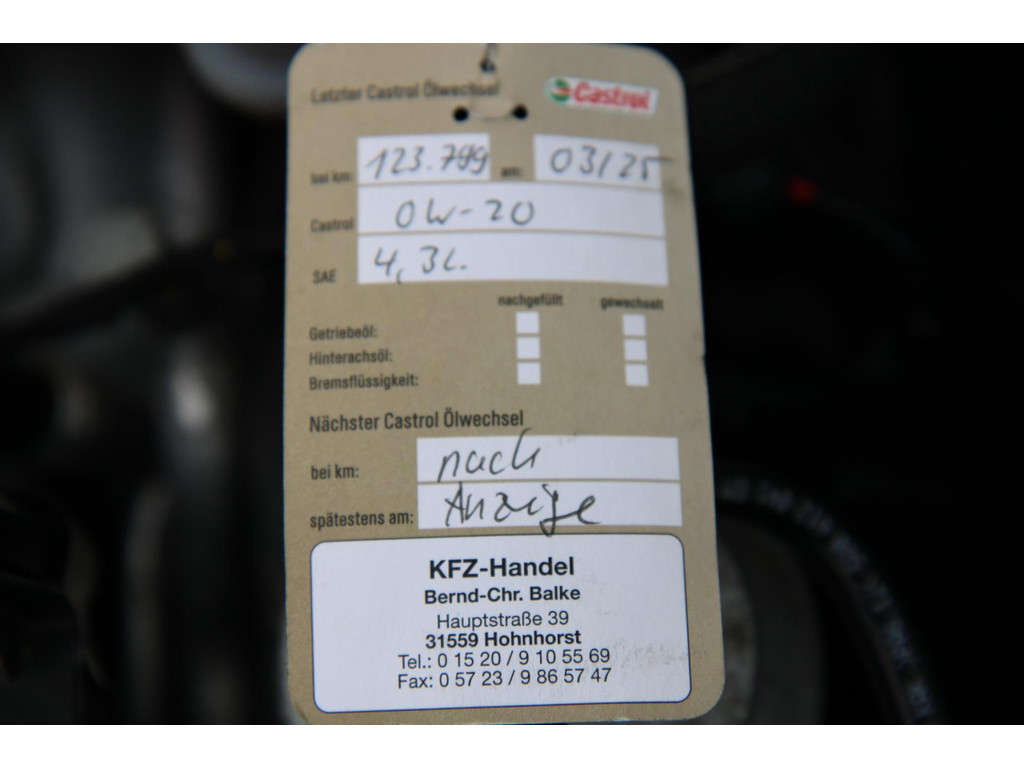 Letzter Castrol Ölwechsel
Castrol
bei km: 123.799 am: 03/25
Castrol 0W-20
SAE 4,3L.
nachgefüllt gewechselt
Getriebeöl:
Hinterachsöl:
Bremsflüssigkeit:
Nächster Castrol Ölwechsel
bei km: nach
spätestens am: Anzeige
KFZ-Handel
Bernd-Chr. Balke
Hauptstraße 39
31559 Hohnhorst
Tel.: 0 15 20 / 9 10 55 69
Fax: 0 57 23 / 9 86 57 47